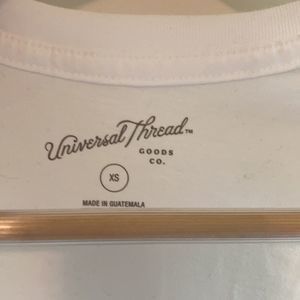 Universal Thread™
GOODS
CO.
XS
MADE IN GUATEMALA